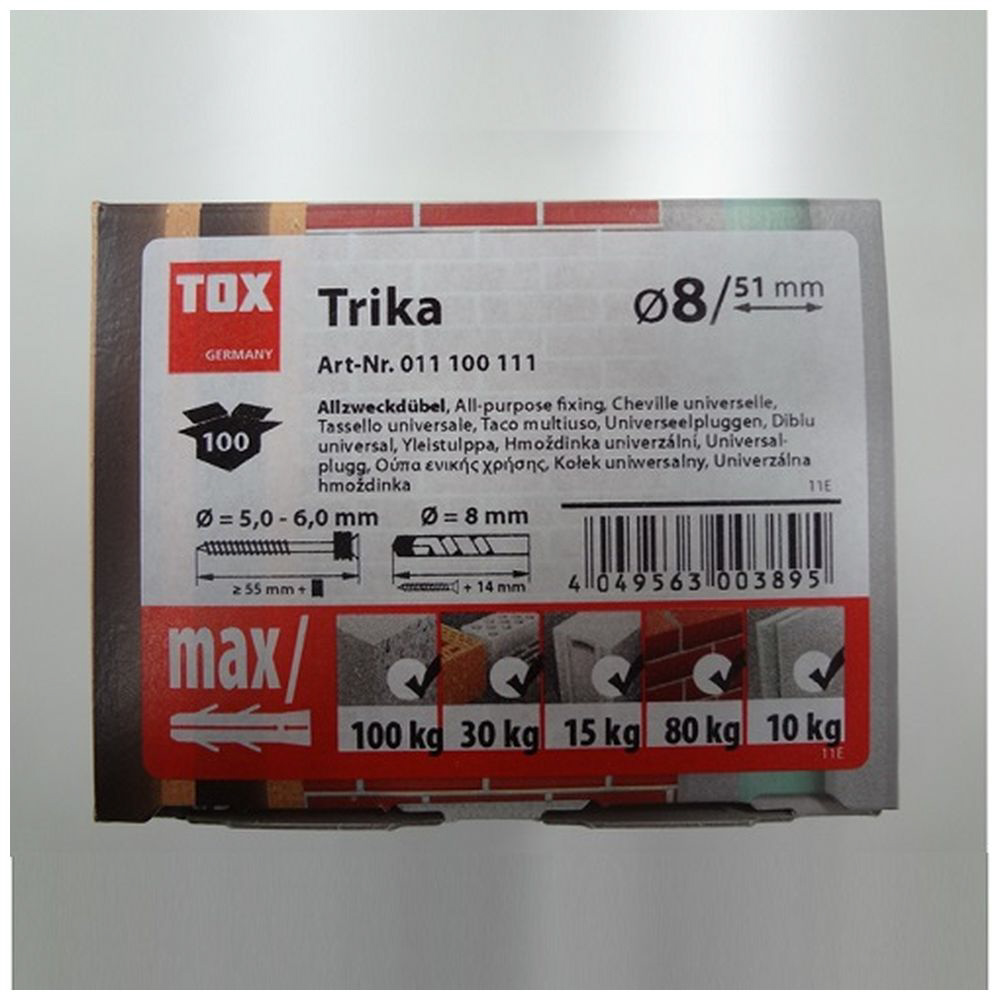 TOX
GERMANY
Trika
Ø8/51 mm
Art-Nr. 011 100 111
100
Allzweckdübel, All-purpose fixing, Cheville universelle,
Tassello universale, Taco multiuso, Universeelpluggen, Diblu
universal, Yleistulppa, Hmoždinka univerzální, Universal-
plugg, Ούπα ενικής χρήσης, Kołek uniwersalny, Univerzálna
hmoždinka
11E
Ø = 5,0 - 6,0 mm
Ø = 8 mm
≥ 55 mm +
+ 14 mm
4 049563 003895
max/
100 kg
30 kg
15 kg
80 kg
10 kg
11E